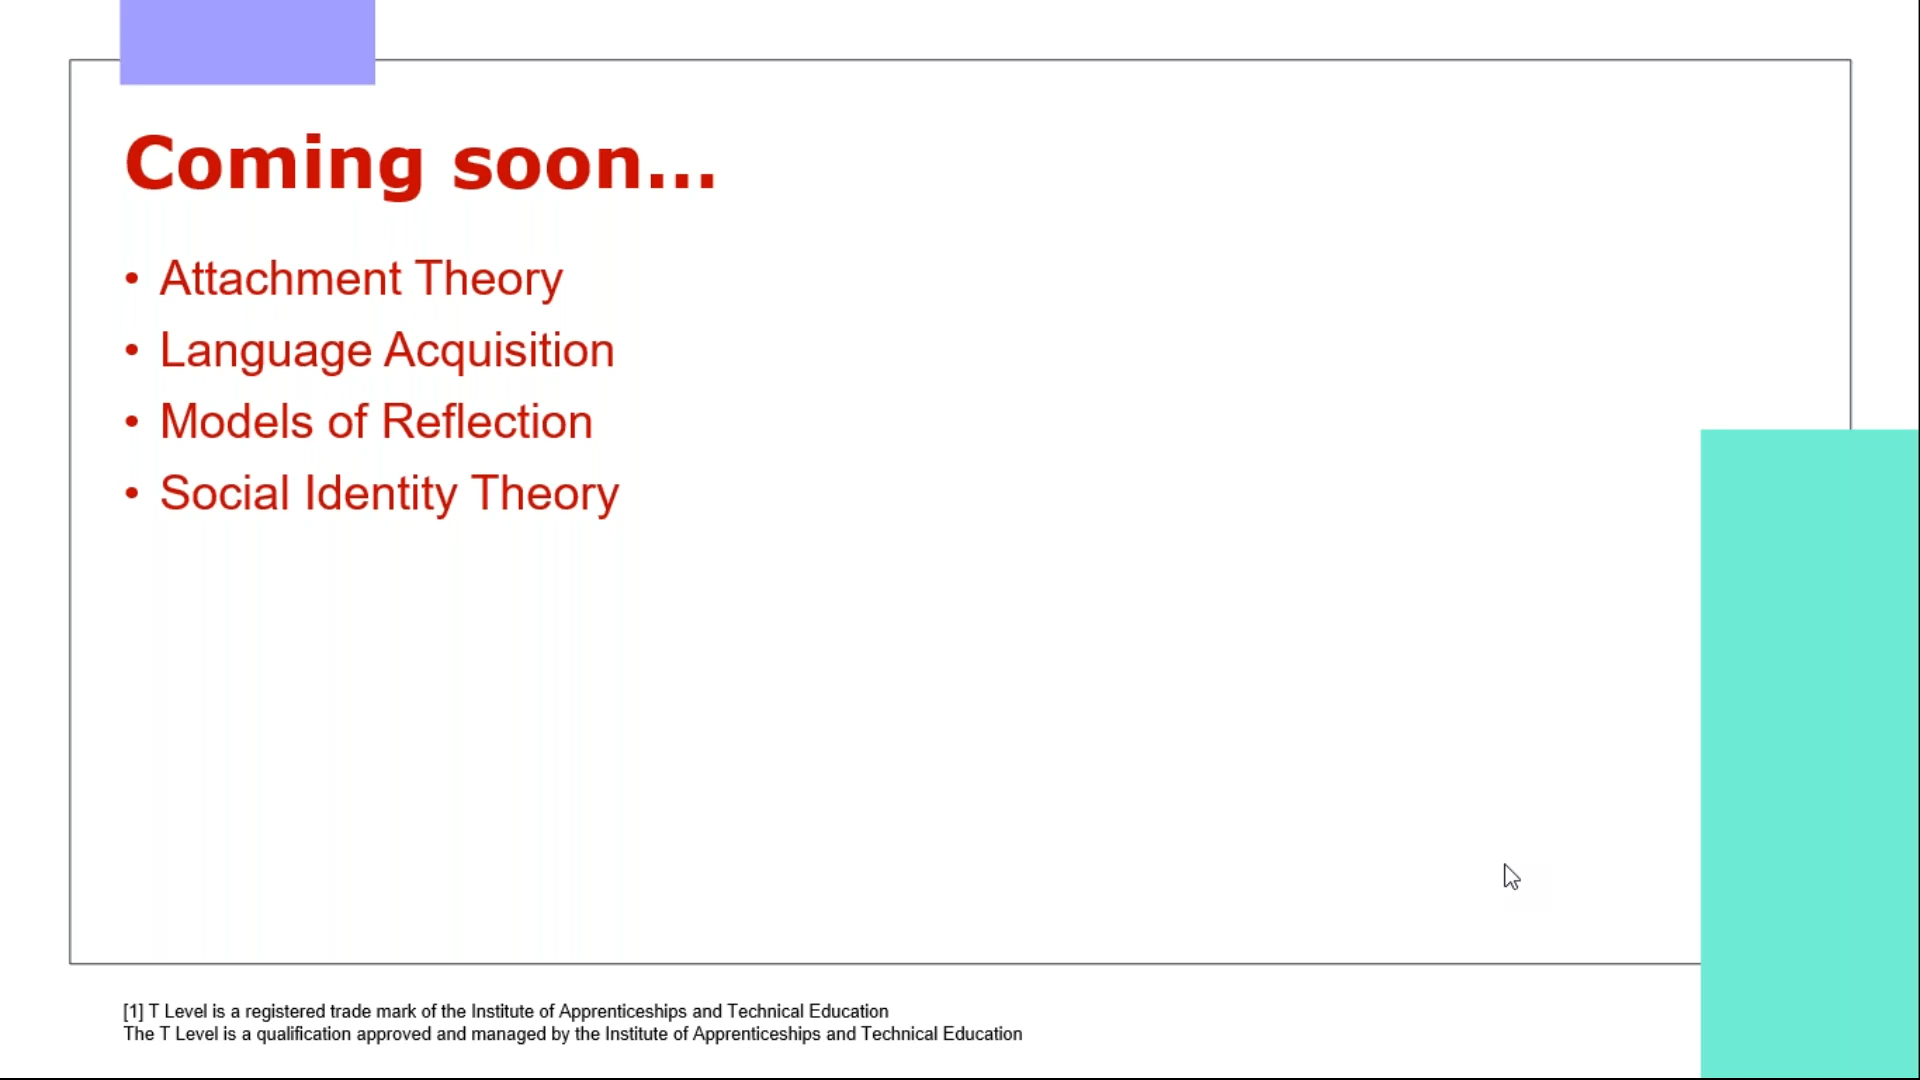 Coming soon...
• Attachment Theory
• Language Acquisition
• Models of Reflection
• Social Identity Theory
[1] T Level is a registered trade mark of the Institute of Apprenticeships and Technical Education
The T Level is a qualification approved and managed by the Institute of Apprenticeships and Technical Education